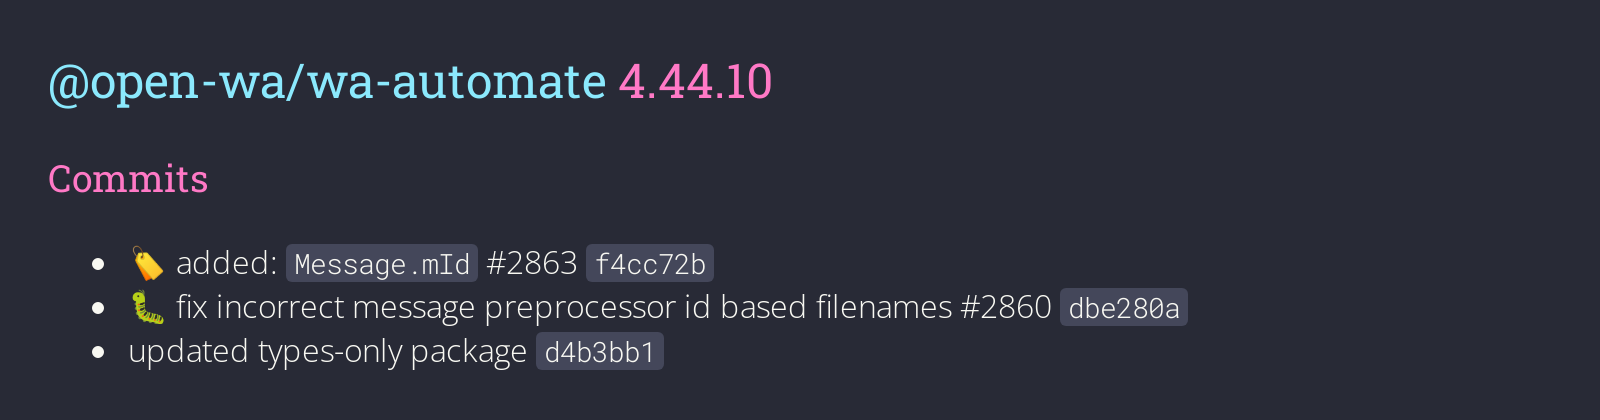 @open-wa/wa-automate 4.44.10
Commits
🏷️ added: Message.mId #2863 f4cc72b
🐛 fix incorrect message preprocessor id based filenames #2860 dbe280a
updated types-only package d4b3bb1